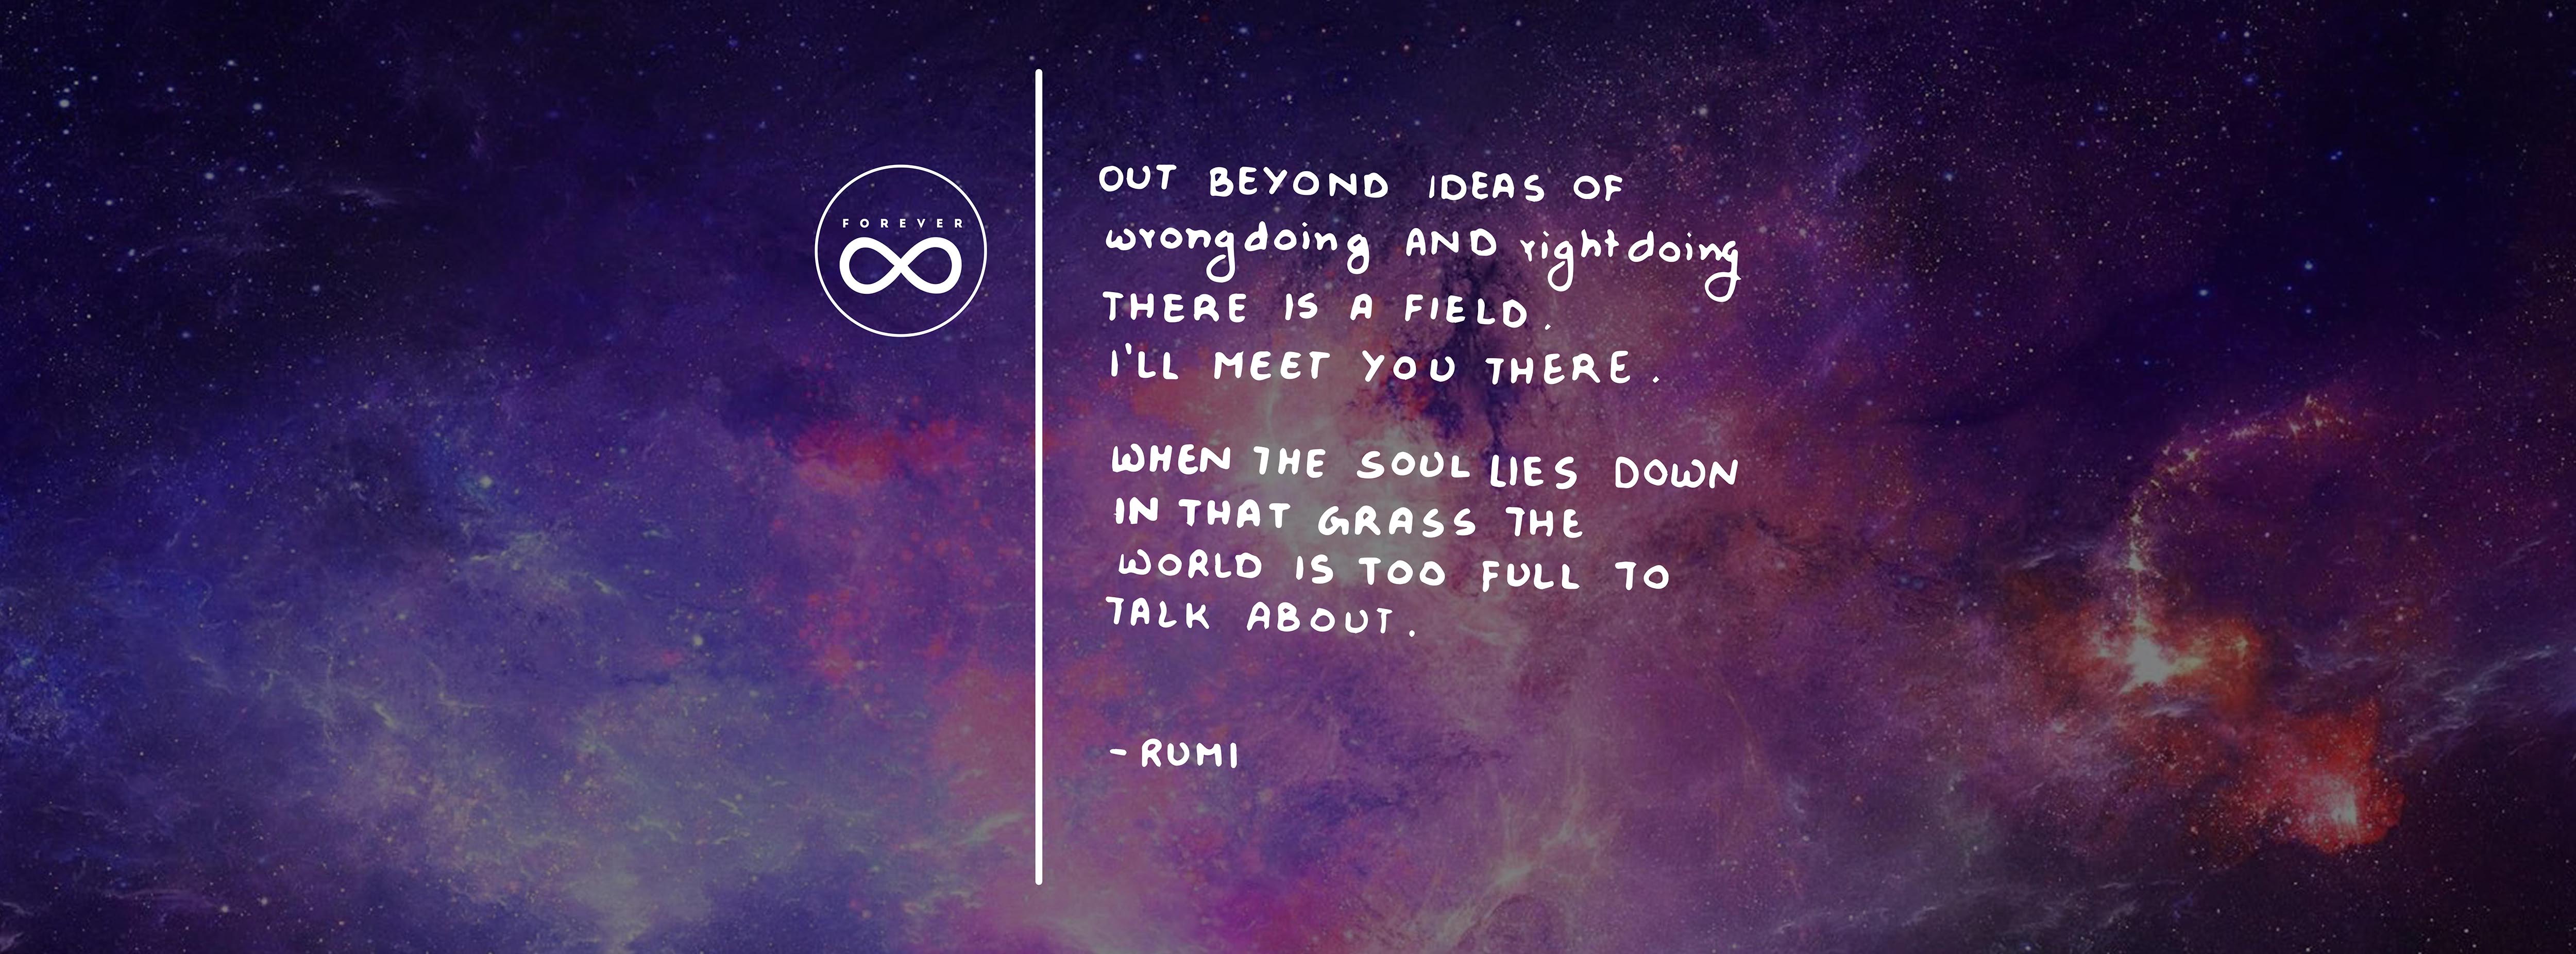 FOREVER
OUT BEYOND IDEAS OF
wrongdoing AND rightdoing
THERE IS A FIELD.
I'LL MEET YOU THERE.
WHEN THE SOUL LIES DOWN
IN THAT GRASS THE
WORLD IS TOO FULL TO
TALK ABOUT.
- RUMI